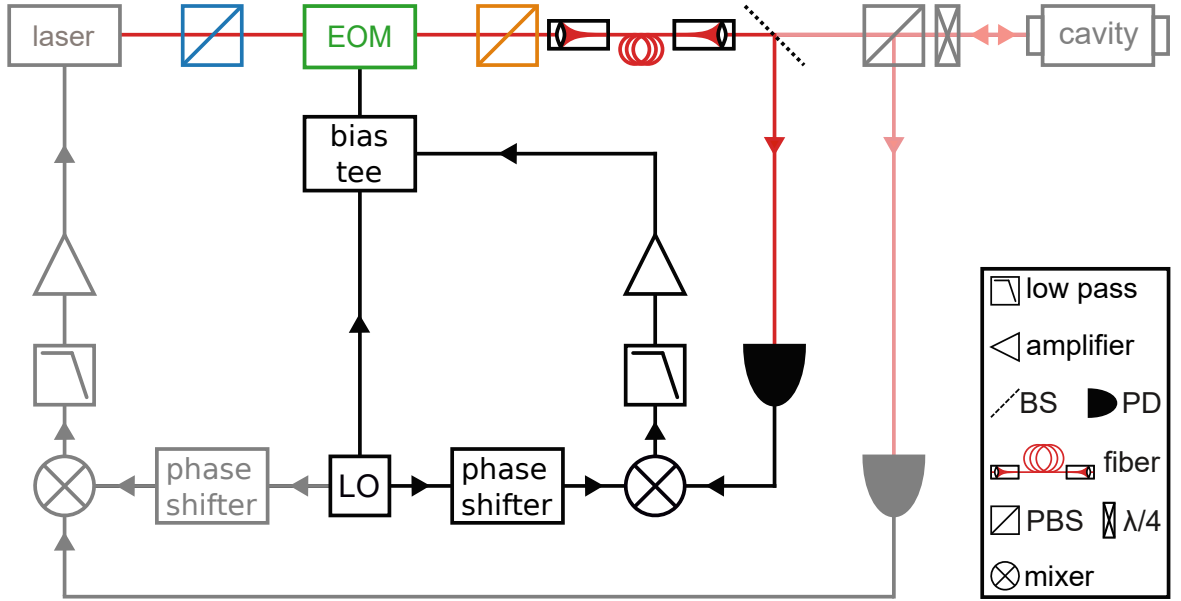 laser
EOM
cavity
bias
tee
low pass
amplifier
BS
PD
fiber
phase
shifter
LO
phase
shifter
PBS
λ/4
mixer